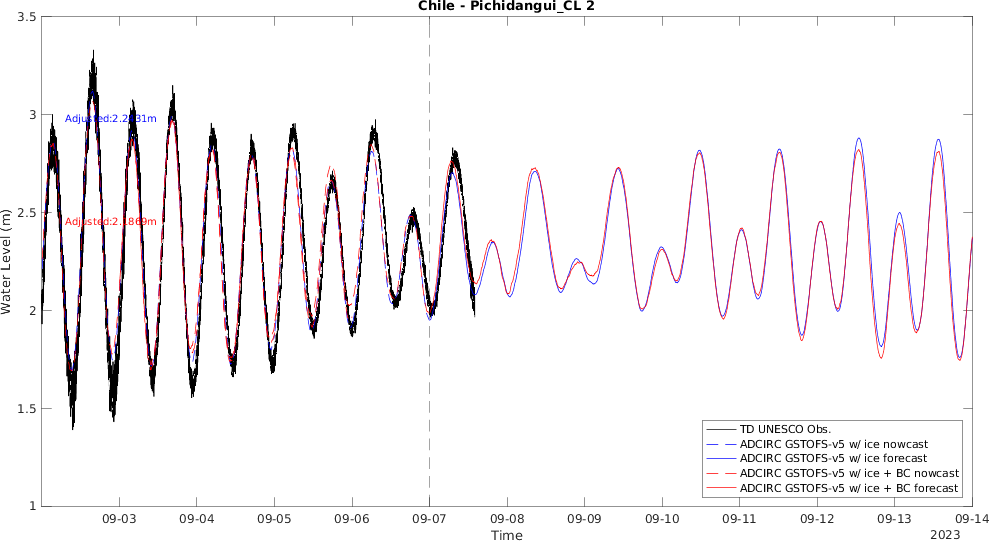 Chile - Pichidangui_CL 2
3.5
3
2.5
2
1.5
1
Water Level (m)
Adjusted:2.1869m
09-03
09-04
09-05
09-06
09-07
09-08
09-09
09-10
09-11
09-12
09-13
09-14
Time
2023
TD UNESCO Obs.
ADCIRC GSTOFS-v5 w/ ice nowcast
ADCIRC GSTOFS-v5 w/ ice forecast
ADCIRC GSTOFS-v5 w/ ice + BC nowcast
ADCIRC GSTOFS-v5 w/ ice + BC forecast